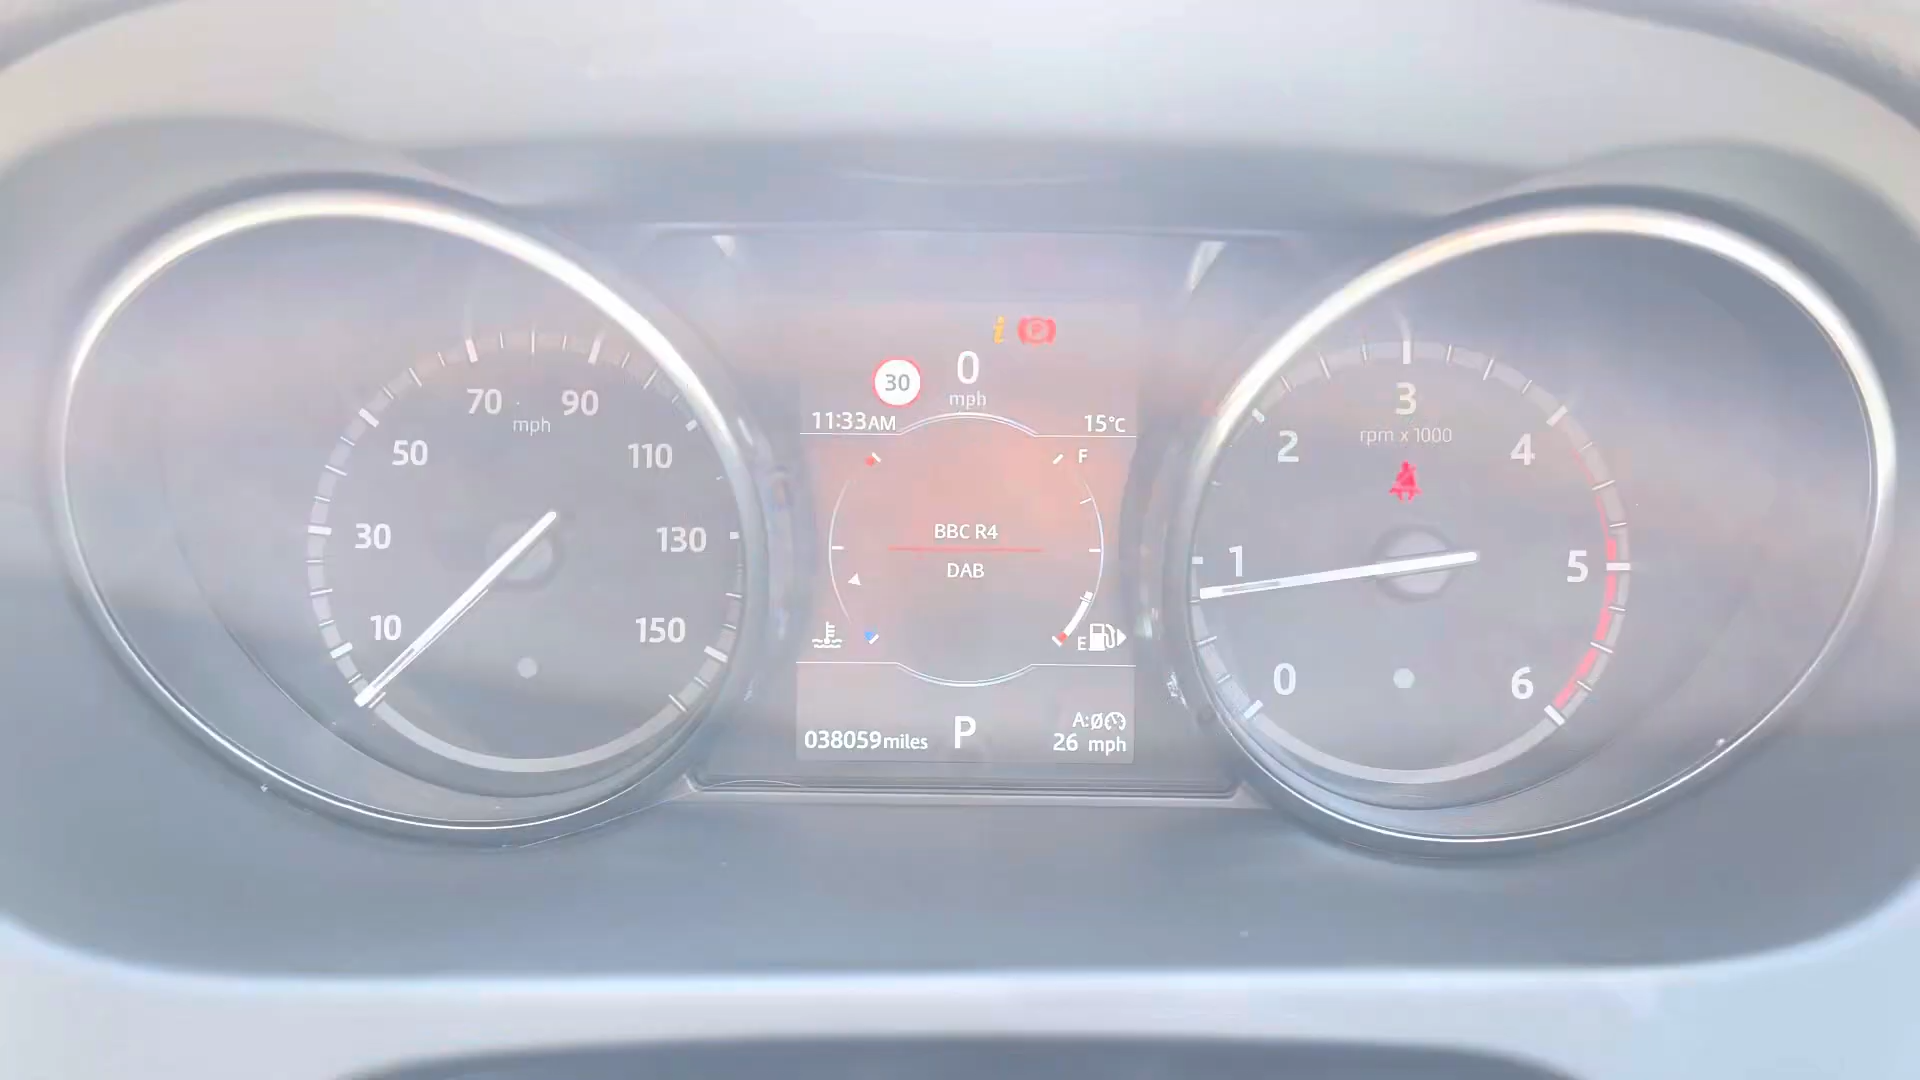 70
90
mph
50
110
30
130
10
150
i
P
30
0
mph
11:33AM
15°C
F
BBC R4
DAB
E
038059miles
P
A:Ø
26 mph
3
rpm x 1000
2
4
1
5
0
6